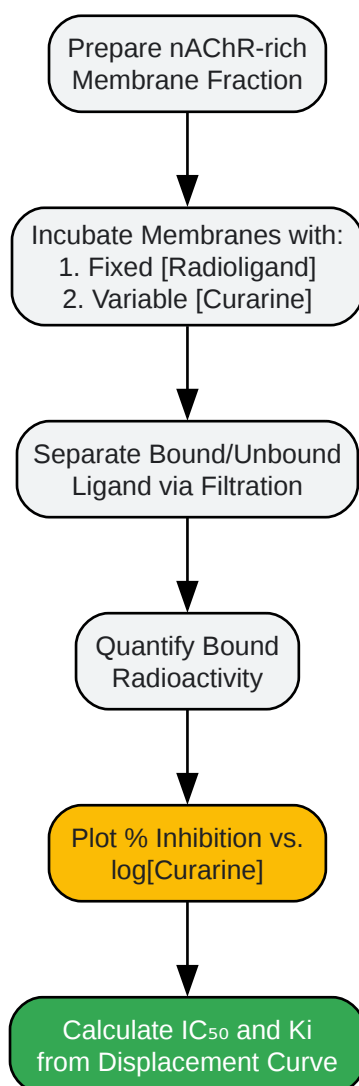 Prepare nAChR-rich
Membrane Fraction
Incubate Membranes with:
1. Fixed [Radioligand]
2. Variable [Curarine]
Separate Bound/Unbound
Ligand via Filtration
Quantify Bound
Radioactivity
Plot % Inhibition vs.
log[Curarine]
Calculate IC₅₀ and Ki
from Displacement Curve